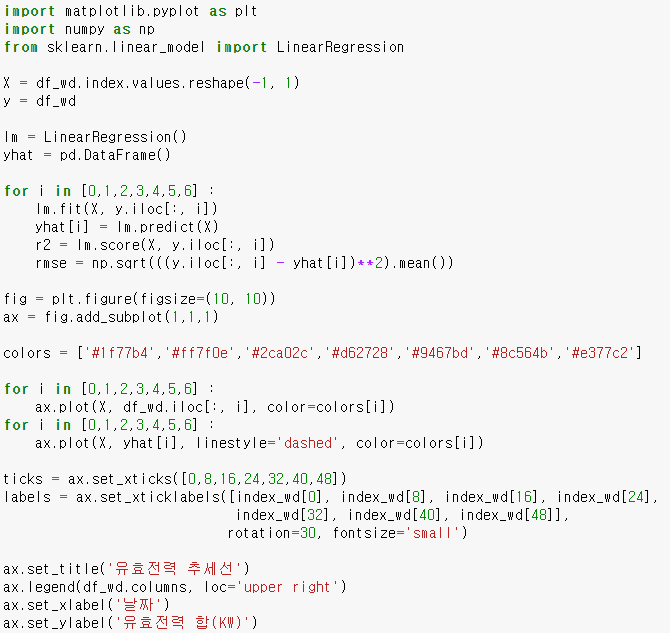 import matplotlib.pyplot as plt
import numpy as np
from sklearn.linear_model import LinearRegression
X = df_wd.index.values.reshape(-1, 1)
y = df_wd
lm = LinearRegression()
yhat = pd.DataFrame()
for i in [0,1,2,3,4,5,6] :
    lm.fit(X, y.iloc[:, i])
    yhat[i] = lm.predict(X)
    r2 = lm.score(X, y.iloc[:, i])
    rmse = np.sqrt(((y.iloc[:, i] - yhat[i])**2).mean())
fig = plt.figure(figsize=(10, 10))
ax = fig.add_subplot(1,1,1)
colors = ['#1f77b4','#ff7f0e','#2ca02c','#d62728','#9467bd','#8c564b','#e377c2']
for i in [0,1,2,3,4,5,6] :
    ax.plot(X, df_wd.iloc[:, i], color=colors[i])
for i in [0,1,2,3,4,5,6] :
    ax.plot(X, yhat[i], linestyle='dashed', color=colors[i])
ticks = ax.set_xticks([0,8,16,24,32,40,48])
labels = ax.set_xticklabels([index_wd[0], index_wd[8], index_wd[16], index_wd[24],
                             index_wd[32], index_wd[40], index_wd[48]],
                            rotation=30, fontsize='small')
ax.set_title('유효전력 추세선')
ax.legend(df_wd.columns, loc='upper right')
ax.set_xlabel('날짜')
ax.set_ylabel('유효전력 합(KW)')